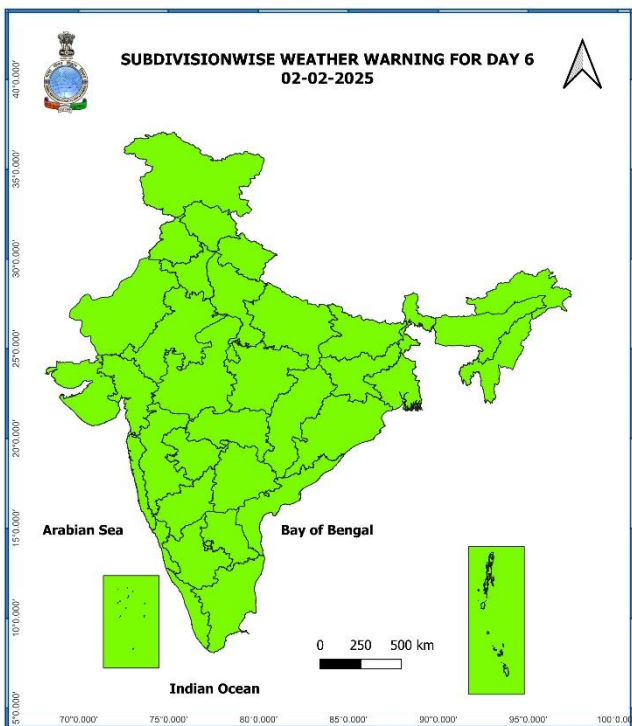 SUBDIVISIONWISE WEATHER WARNING FOR DAY 6
02-02-2025
40°0.000'
35°0.000'
30°0.000'
25°0.000'
20°0.000'
15°0.000'
10°0.000'
5°0.000'
Arabian Sea
Bay of Bengal
0 250 500 km
Indian Ocean
70°0.000' 75°0.000' 80°0.000' 85°0.000' 90°0.000' 95°0.000' 100°0.0